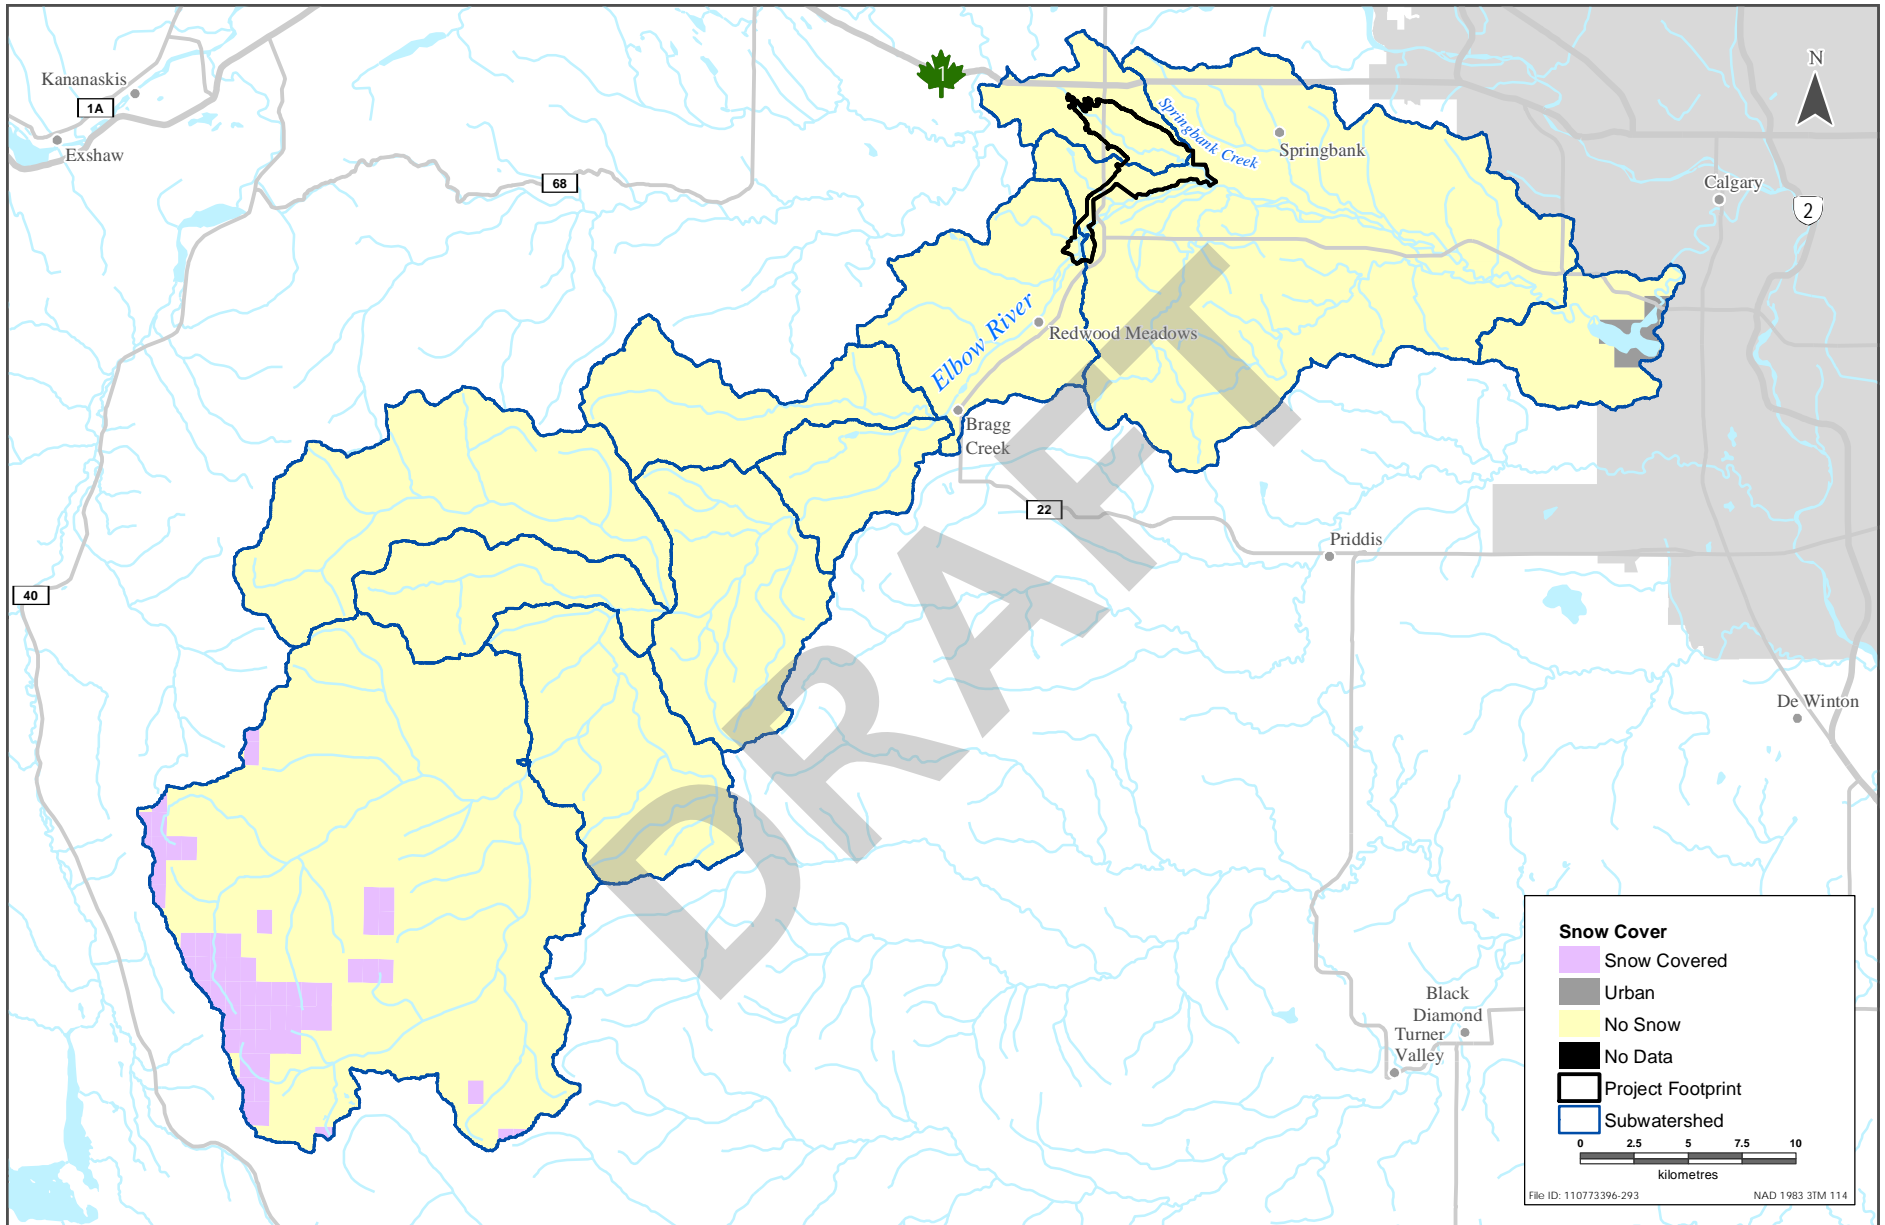 Kananaskis
1A
Exshaw
68
1
Springbank Creek
Springbank
N
Calgary
2
Elbow River
Redwood Meadows
Bragg
Creek
22
Priddis
40
De Winton
DRAFT
Black
Diamond
Turner
Valley
Snow Cover
Snow Covered
Urban
No Snow
No Data
Project Footprint
Subwatershed
0 2.5 5 7.5 10
kilometres
File ID: 110773396-293 NAD 1983 3TM 114